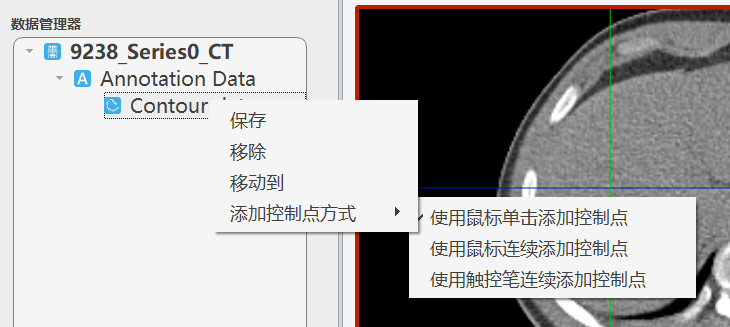 数据管理器
9238_Series0_CT
A Annotation Data
Contour
保存
移除
移动到
添加控制点方式
使用鼠标单击添加控制点
使用鼠标连续添加控制点
使用触控笔连续添加控制点